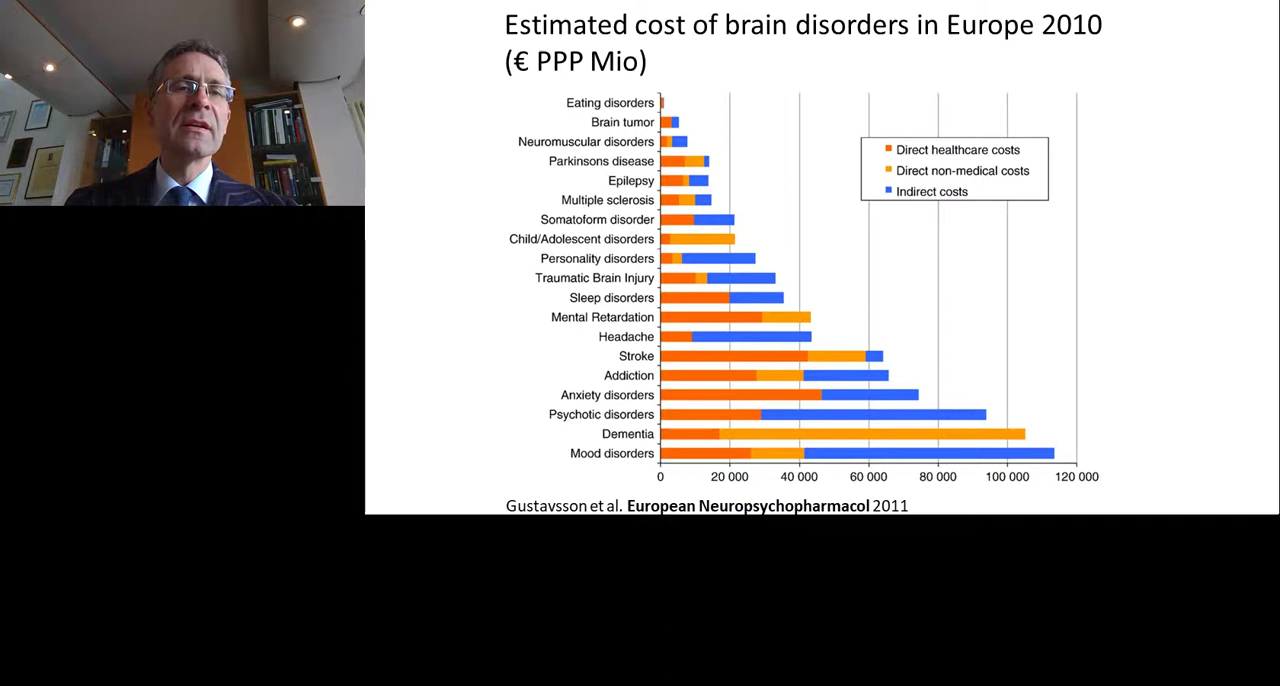 Estimated cost of brain disorders in Europe 2010
(€ PPP Mio)
Eating disorders
Brain tumor
Neuromuscular disorders
Parkinsons disease
Epilepsy
Multiple sclerosis
Somatoform disorder
Child/Adolescent disorders
Personality disorders
Traumatic Brain Injury
Sleep disorders
Mental Retardation
Headache
Stroke
Addiction
Anxiety disorders
Psychotic disorders
Dementia
Mood disorders
Direct healthcare costs
Direct non-medical costs
Indirect costs
0 20 000 40 000 60 000 80 000 100 000 120 000
Gustavsson et al. European Neuropsychopharmacol 2011